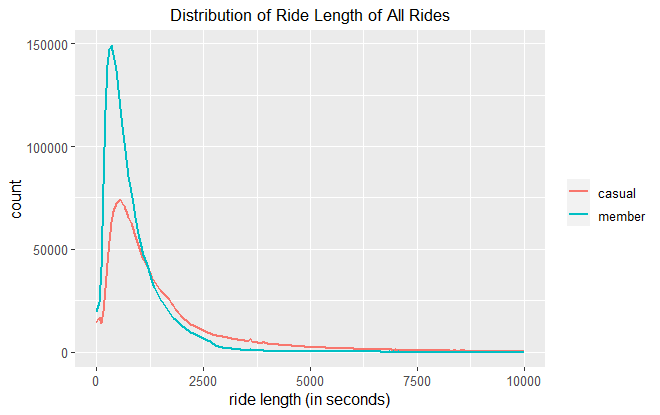 Distribution of Ride Length of All Rides
150000
100000
50000
0
count
0 2500 5000 7500 10000
ride length (in seconds)
casual
member